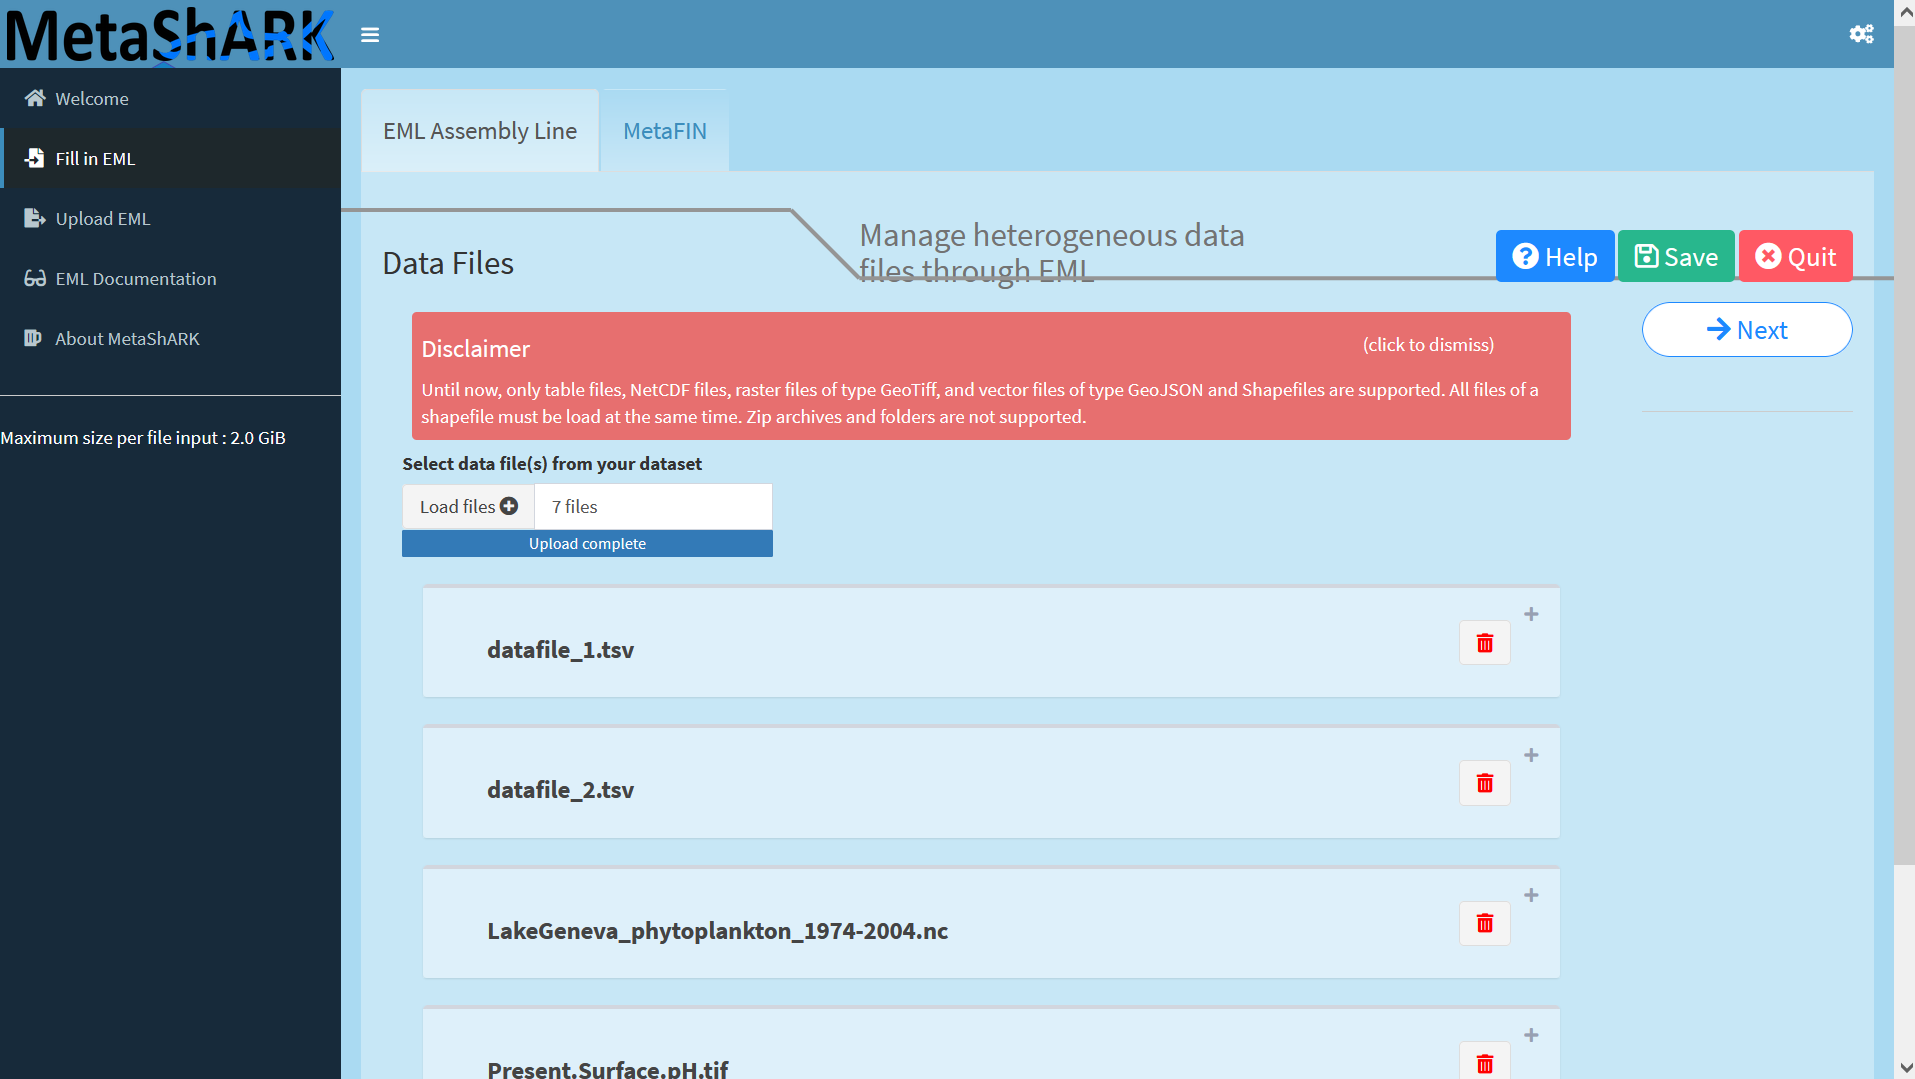 MetaShARK
Welcome
Fill in EML
Upload EML
EML Documentation
About MetaShARK
Maximum size per file input : 2.0 GiB
EML Assembly Line
MetaFIN
Manage heterogeneous data
files through EML
Data Files
Help
Save
Quit
Next
Disclaimer
(click to dismiss)
Until now, only table files, NetCDF files, raster files of type GeoTiff, and vector files of type GeoJSON and Shapefiles are supported. All files of a
shapefile must be load at the same time. Zip archives and folders are not supported.
Select data file(s) from your dataset
Load files
7 files
Upload complete
datafile_1.tsv
datafile_2.tsv
LakeGeneva_phytoplankton_1974-2004.nc
Present.Surface.pH.tif